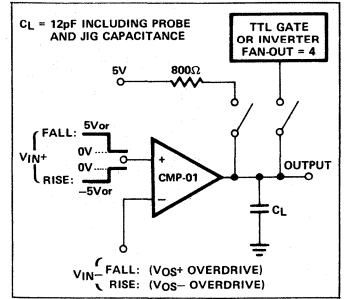 CL = 12pF INCLUDING PROBE
AND JIG CAPACITANCE
TTL GATE
OR INVERTER
FAN-OUT = 4
5V
800Ω
FALL: 5Vor
0V
VIN+
0V
RISE: -5Vor
+
CMP-01
−
OUTPUT
CL
VIN− FALL: (VOS+ OVERDRIVE)
RISE: (VOS− OVERDRIVE)